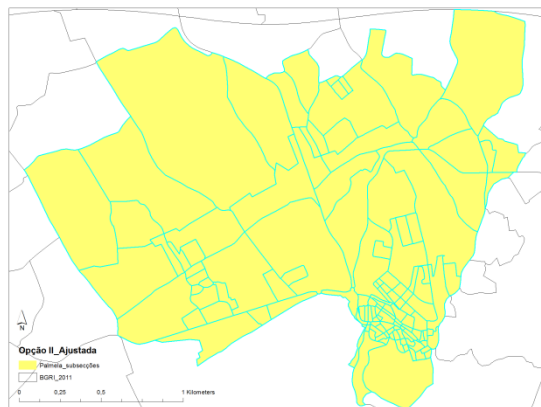 N
Opção II_Ajustada
Palmela_subsecções
BGRI_2011
0 0,25 0,5 1 Kilometers